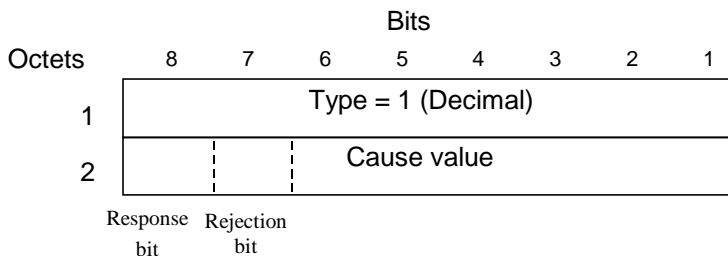 Bits
Octets 8 7 6 5 4 3 2 1
1 Type = 1 (Decimal)
2 Cause value
Response Rejection
bit bit